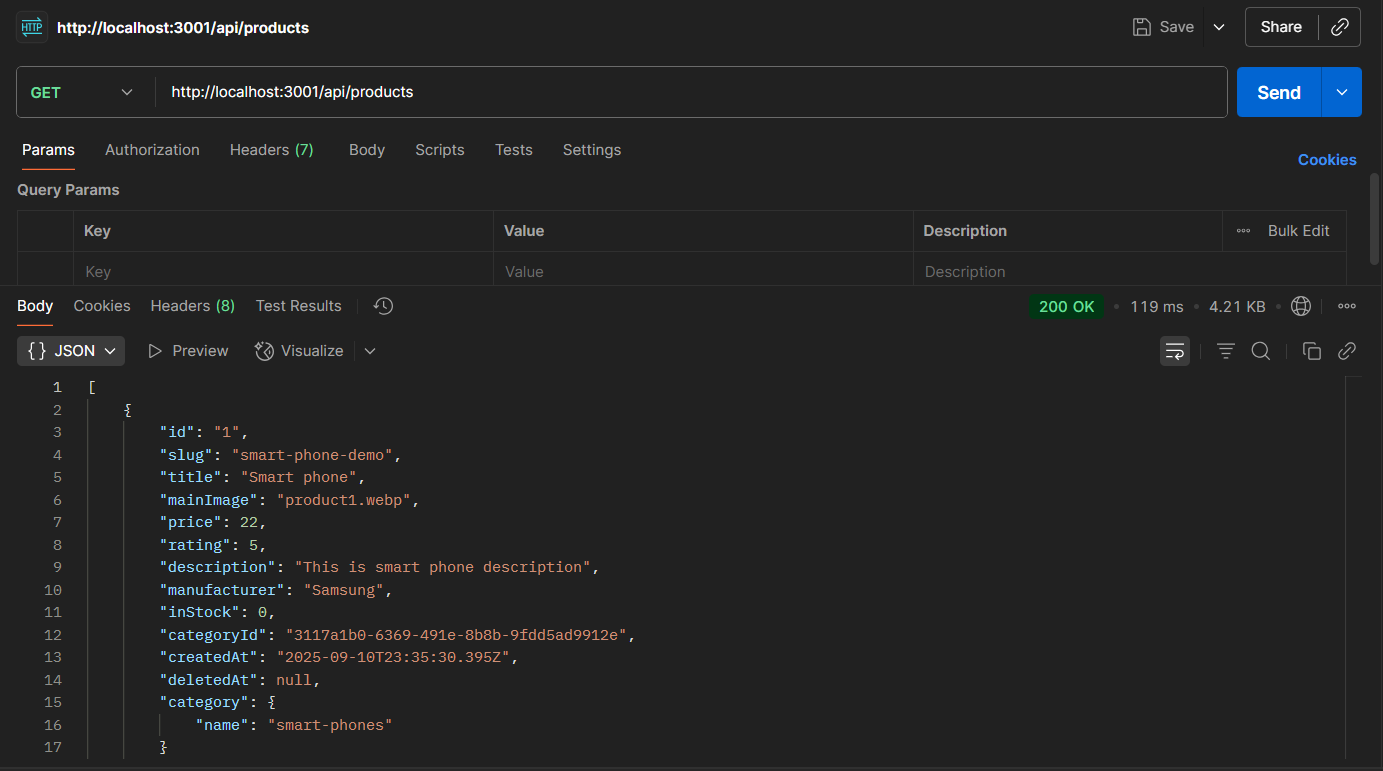 HTTP http://localhost:3001/api/products Save Share
GET http://localhost:3001/api/products Send
Params Authorization Headers (7) Body Scripts Tests Settings Cookies
Query Params
Key Value Description Bulk Edit
Key Value Description
Body Cookies Headers (8) Test Results 200 OK • 119 ms • 4.21 KB •
{} JSON Preview Visualize
1 [
2 {
3 "id": "1",
4 "slug": "smart-phone-demo",
5 "title": "Smart phone",
6 "mainImage": "product1.webp",
7 "price": 22,
8 "rating": 5,
9 "description": "This is smart phone description",
10 "manufacturer": "Samsung",
11 "inStock": 0,
12 "categoryId": "3117a1b0-6369-491e-8b8b-9fdd5ad9912e",
13 "createdAt": "2025-09-10T23:35:30.395Z",
14 "deletedAt": null,
15 "category": {
16 "name": "smart-phones"
17 }